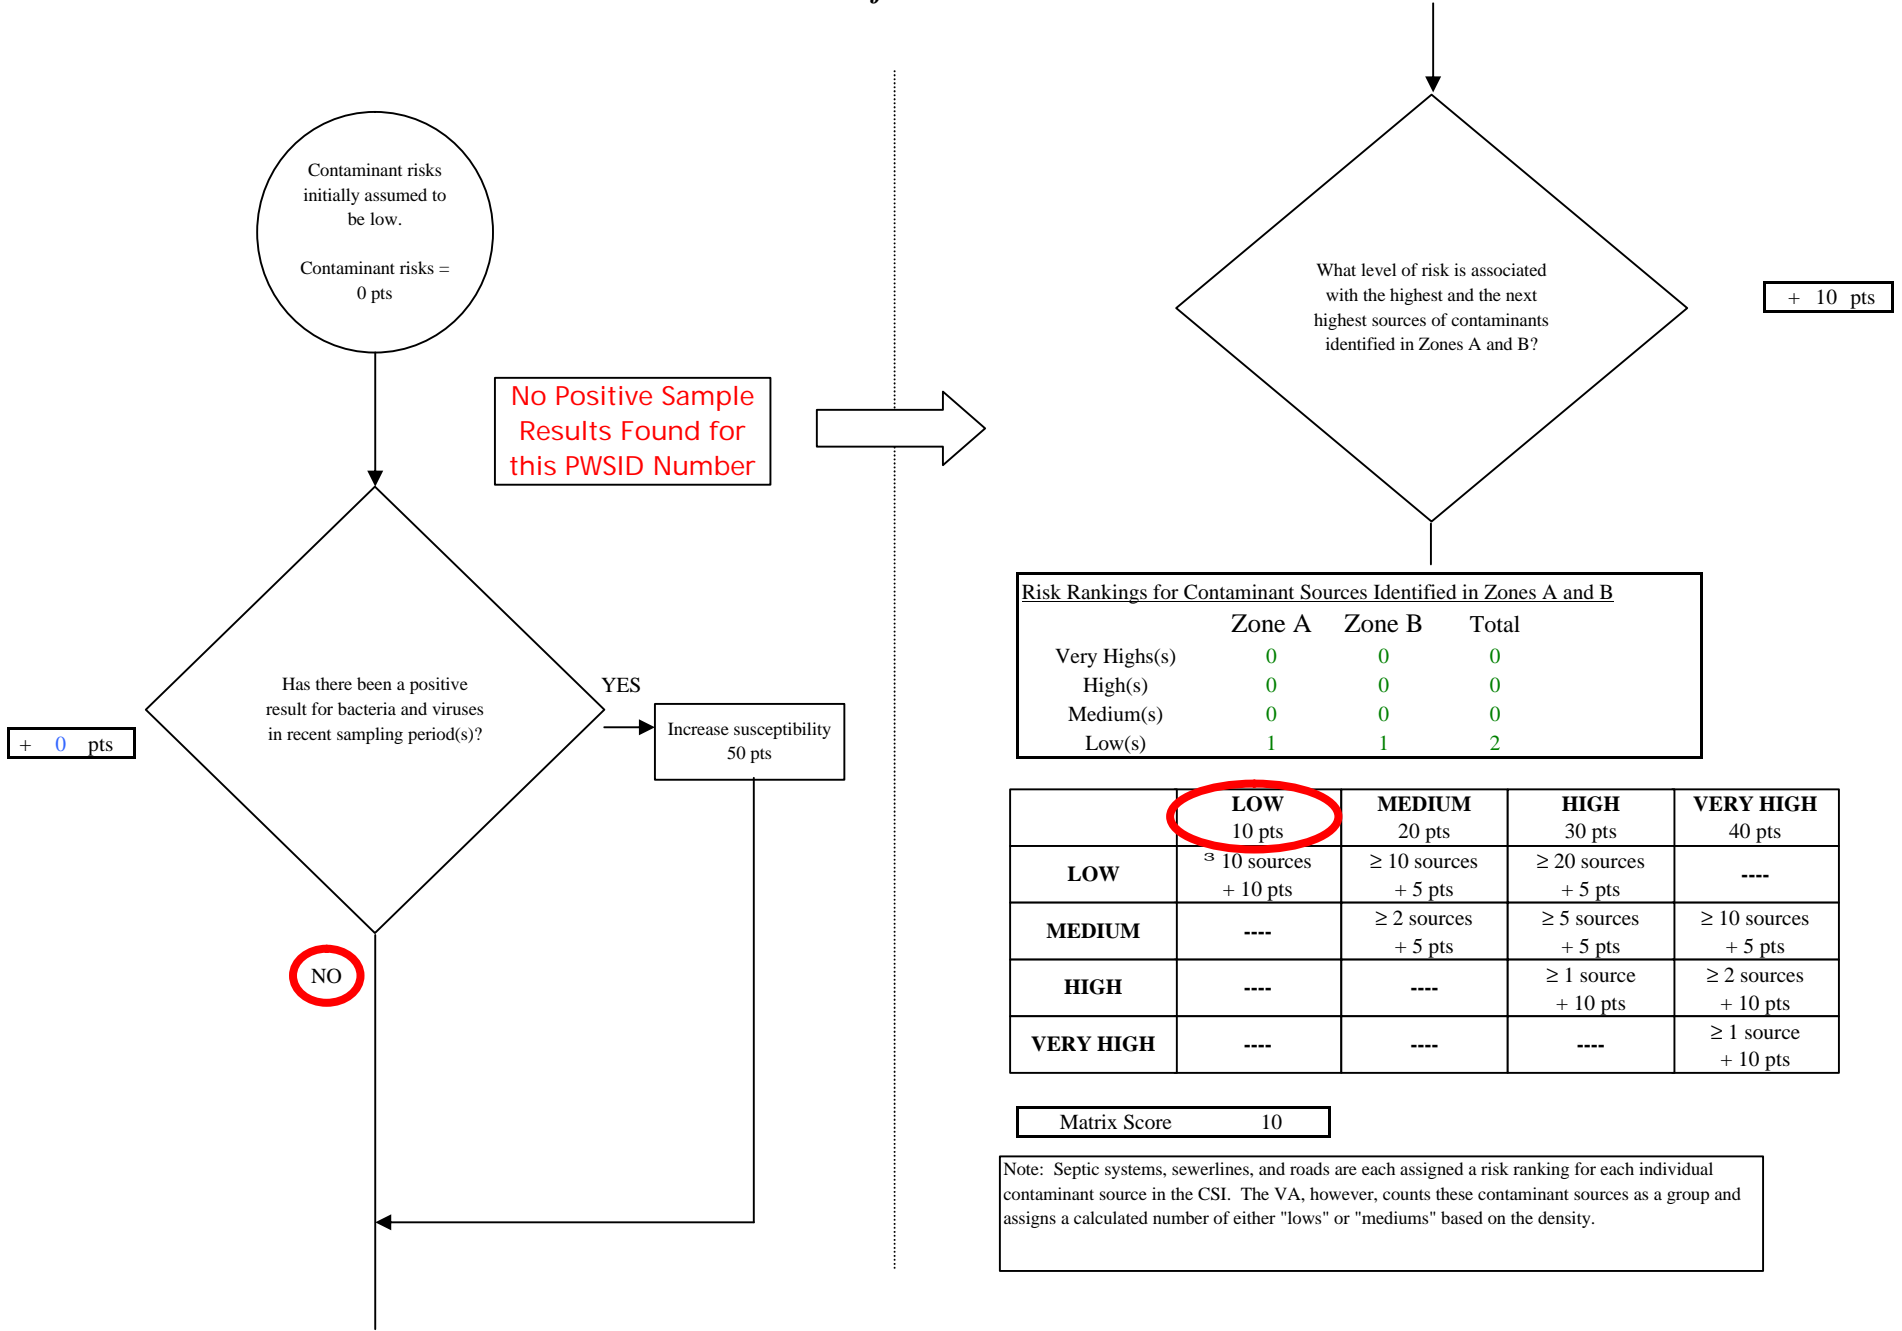 Contaminant risks
initially assumed to
be low.
Contaminant risks =
0 pts
No Positive Sample
Results Found for
this PWSID Number
Has there been a positive
result for bacteria and viruses
in recent sampling period(s)?
+ 0 pts
YES
Increase susceptibility
50 pts
NO
What level of risk is associated
with the highest and the next
highest sources of contaminants
identified in Zones A and B?
+ 10 pts
Risk Rankings for Contaminant Sources Identified in Zones A and B
Zone A Zone B Total
Very Highs(s) 0 0 0
High(s) 0 0 0
Medium(s) 0 0 0
Low(s) 1 1 2
LOW MEDIUM HIGH VERY HIGH
10 pts 20 pts 30 pts 40 pts
LOW
³ 10 sources ≥ 10 sources ≥ 20 sources ----
+ 10 pts + 5 pts + 5 pts
MEDIUM
---- ≥ 2 sources ≥ 5 sources ≥ 10 sources
+ 5 pts + 5 pts + 5 pts
HIGH
---- ---- ≥ 1 source ≥ 2 sources
+ 10 pts + 10 pts
VERY HIGH
---- ---- ---- ≥ 1 source
+ 10 pts
Matrix Score 10
Note: Septic systems, sewerlines, and roads are each assigned a risk ranking for each individual
contaminant source in the CSI. The VA, however, counts these contaminant sources as a group and
assigns a calculated number of either "lows" or "mediums" based on the density.